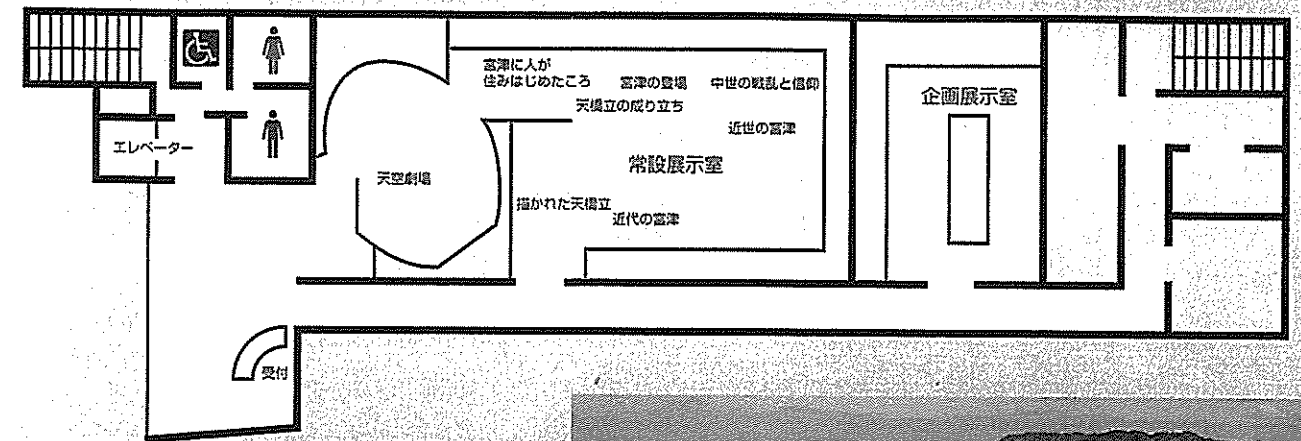 宮津に人が
住みはじめたころ
宮津の登場
中世の戦乱と信仰
天橋立の成り立ち
近世の宮津
企画展示室
エレベーター
天空劇場
常設展示室
描かれた天橋立
近代の宮津
受付